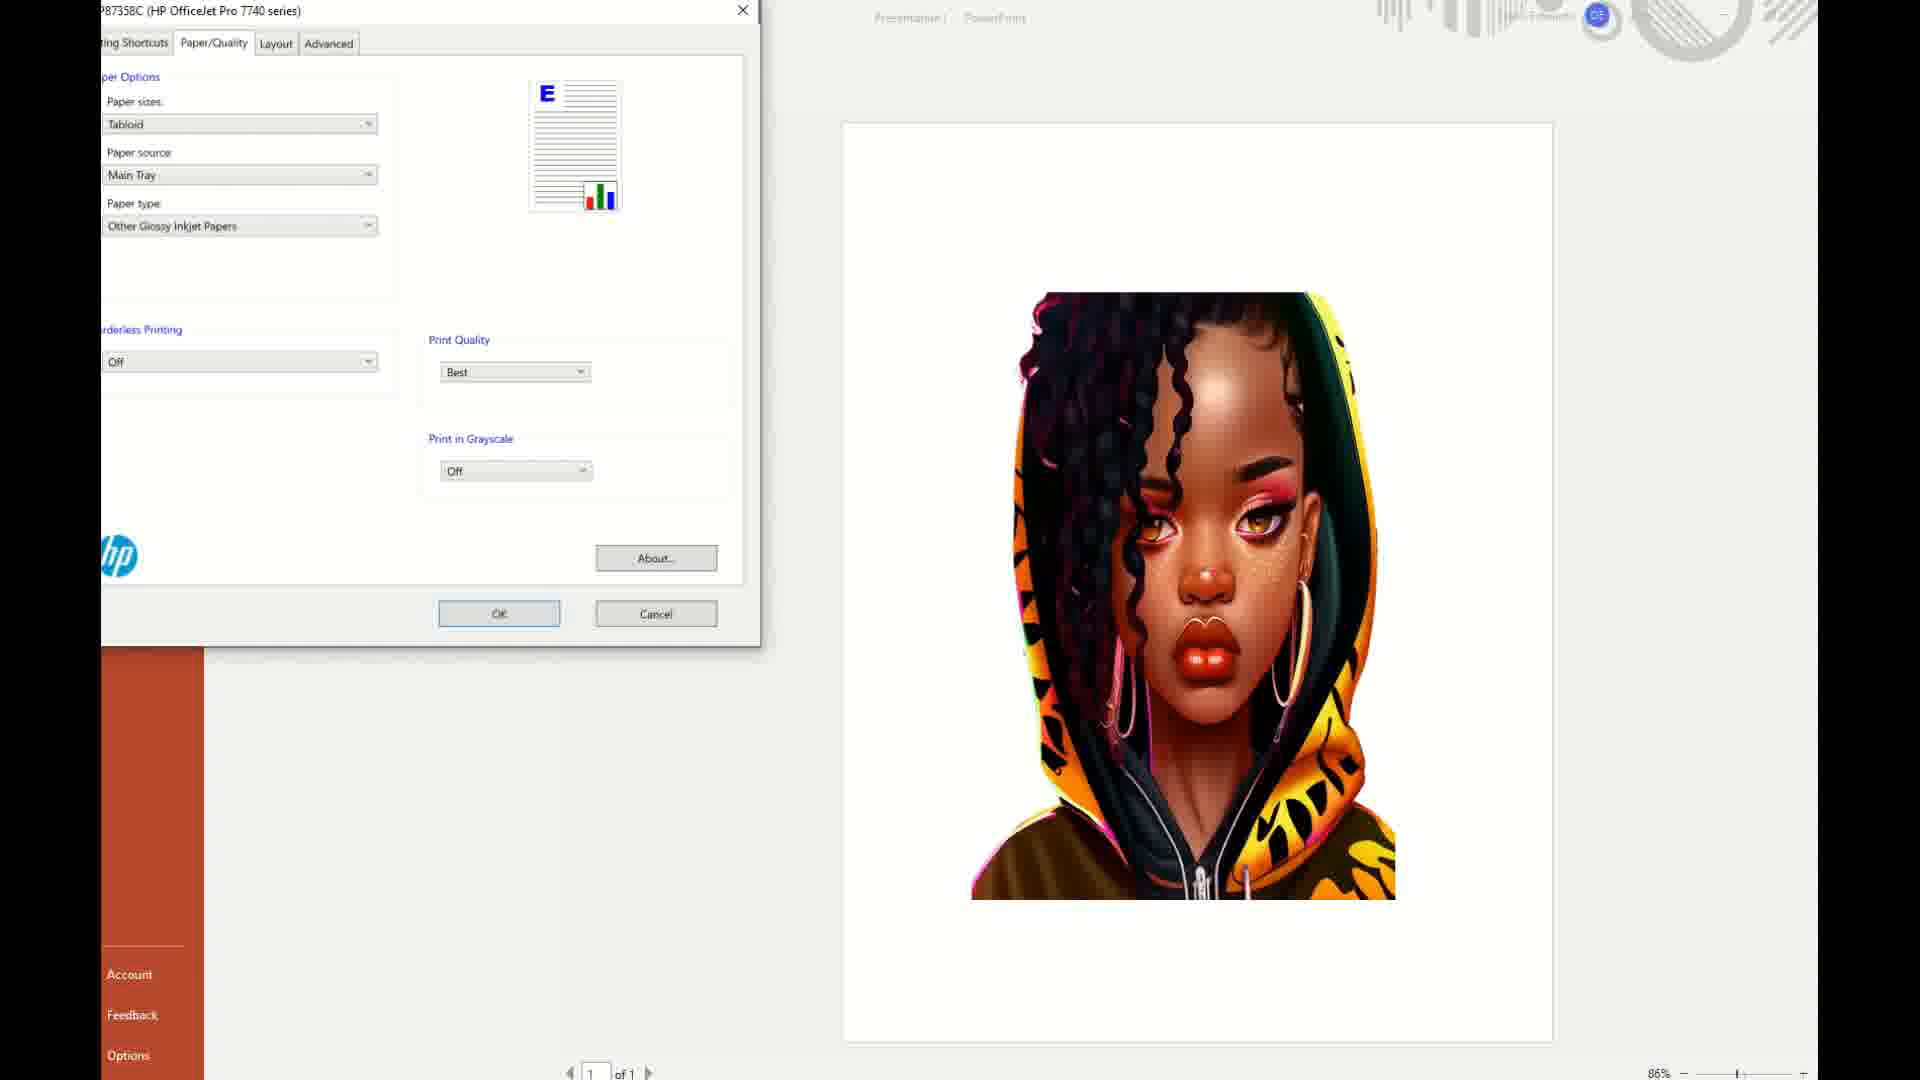 P87358C (HP OfficeJet Pro 7740 series)
Presentation1 - PowerPoint
ting Shortcuts
Paper/Quality
Layout
Advanced
per Options
Paper sizes:
Tabloid
Paper source:
Main Tray
Paper type:
Other Glossy Inkjet Papers
rderless Printing
Off
Print Quality
Best
Print in Grayscale
Off
E
hp
About...
OK
Cancel
Account
Feedback
Options
1 of 1
86%